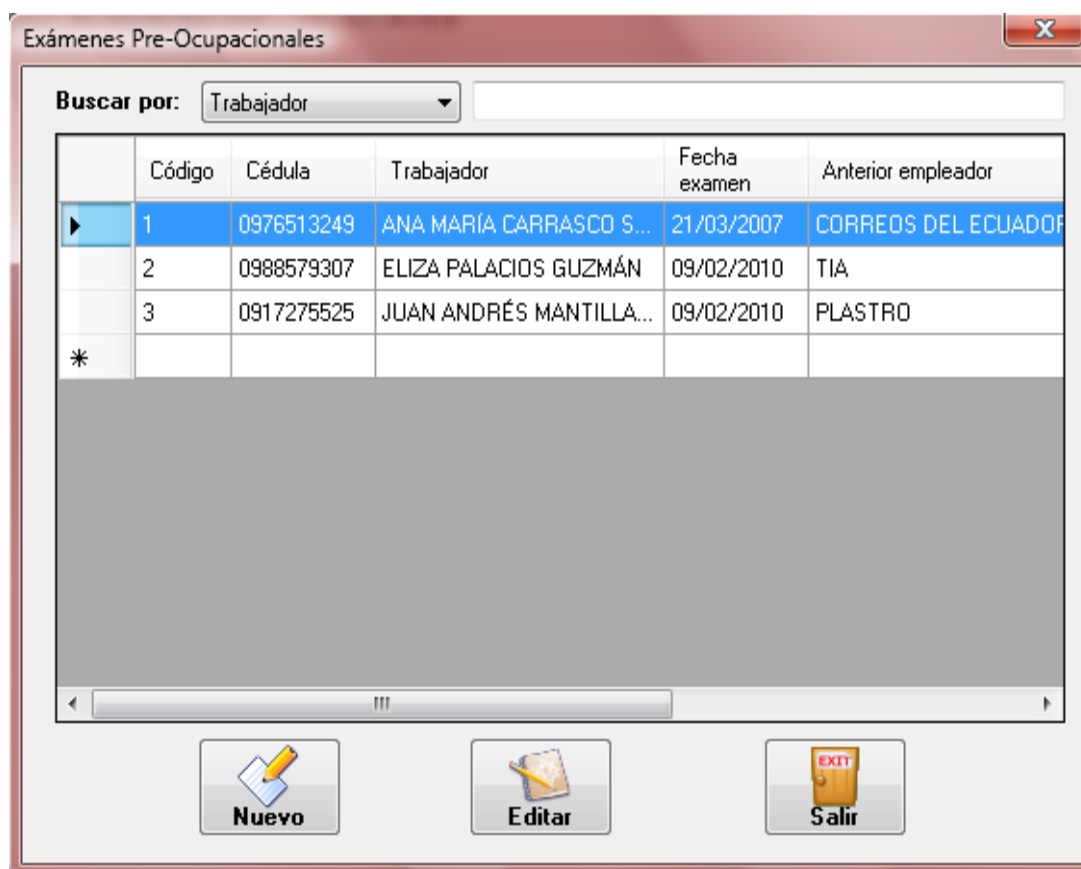 Exámenes Pre-Ocupacionales
Buscar por: Trabajador
Código Cédula Trabajador Fecha examen Anterior empleador
1 0976513249 ANA MARÍA CARRASCO S... 21/03/2007 CORREOS DEL ECUADOR
2 0988579307 ELIZA PALACIOS GUZMÁN 09/02/2010 TIA
3 0917275525 JUAN ANDRÉS MANTILLA... 09/02/2010 PLASTRO
Nuevo Editar EXIT Salir